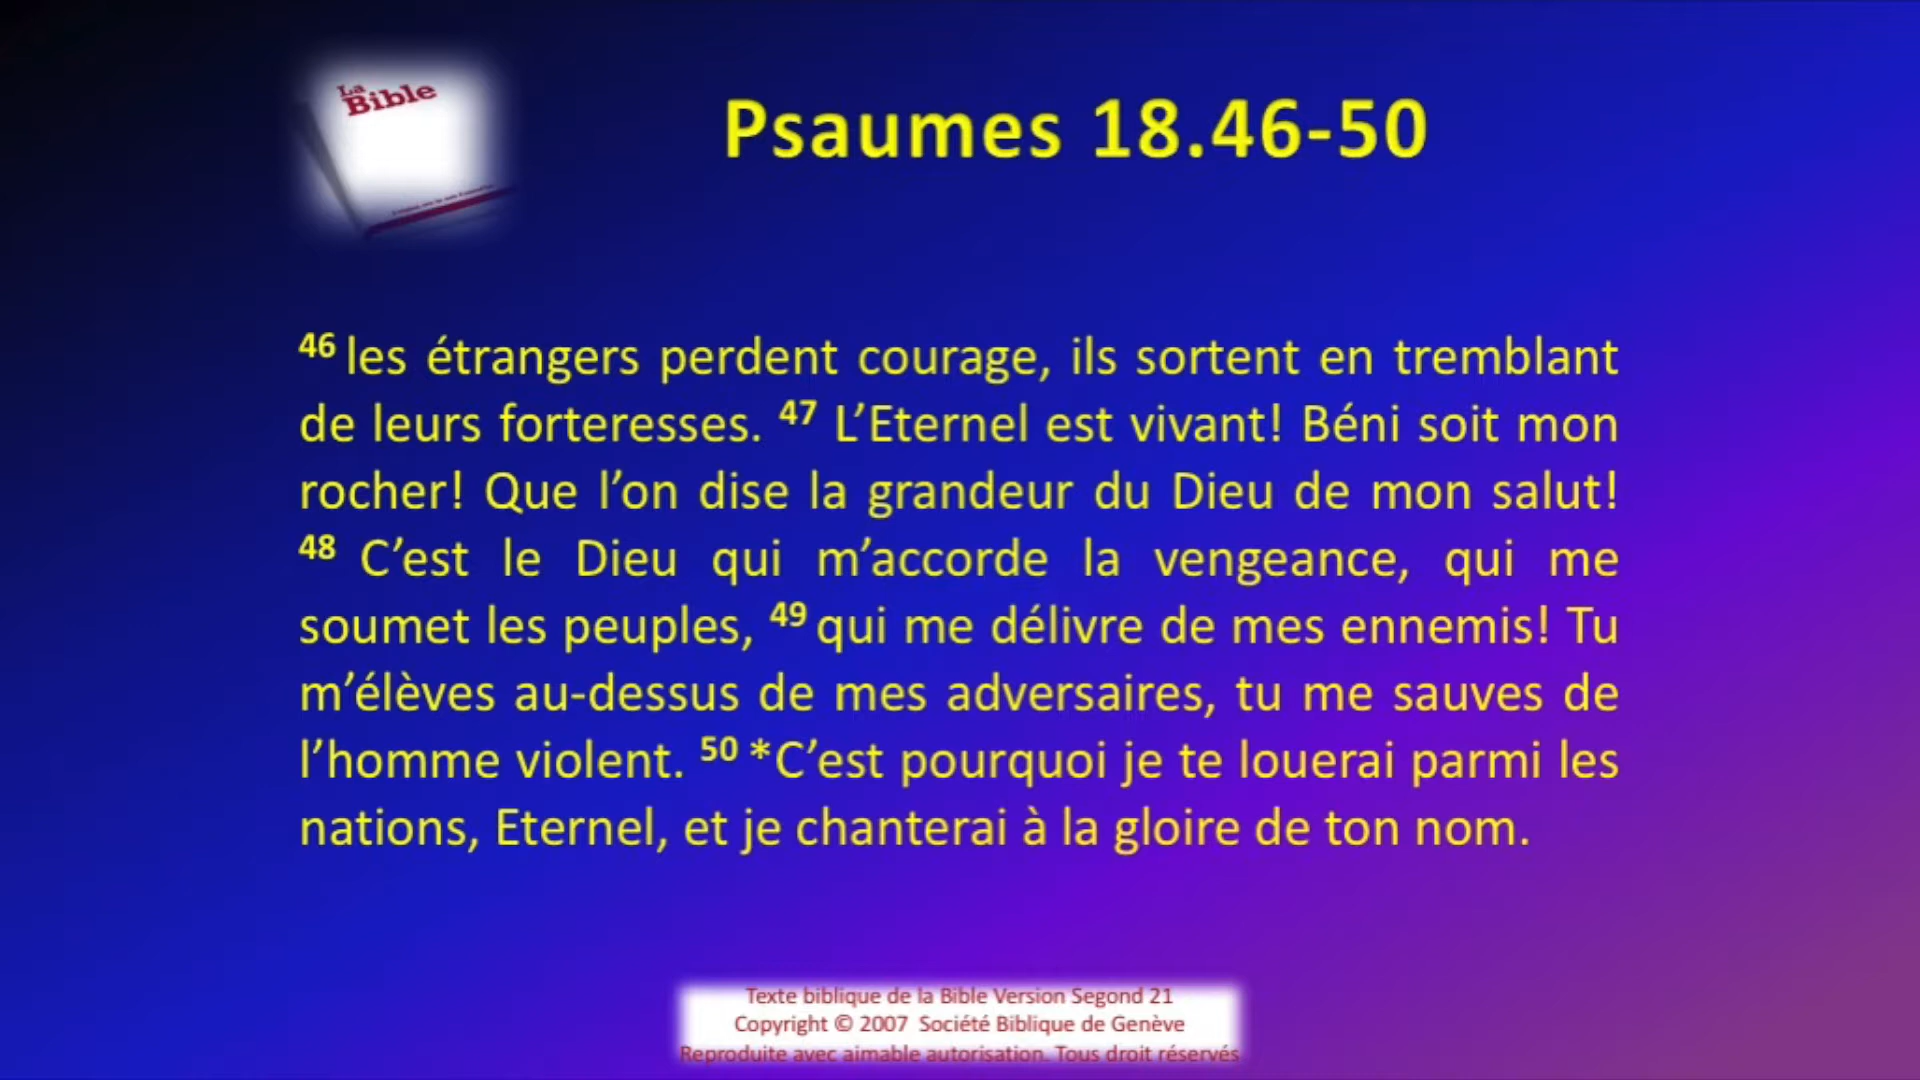 La
Bible
Psaumes 18.46-50
46 les étrangers perdent courage, ils sortent en tremblant
de leurs forteresses. 47 L’Eternel est vivant! Béni soit mon
rocher! Que l’on dise la grandeur du Dieu de mon salut!
48 C’est le Dieu qui m’accorde la vengeance, qui me
soumet les peuples, 49 qui me délivre de mes ennemis! Tu
m’élèves au-dessus de mes adversaires, tu me sauves de
l’homme violent. 50 *C’est pourquoi je te louerai parmi les
nations, Eternel, et je chanterai à la gloire de ton nom.
Texte biblique de la Bible Version Segond 21
Copyright © 2007 Société Biblique de Genève
Reproduite avec aimable autorisation. Tous droit réservés